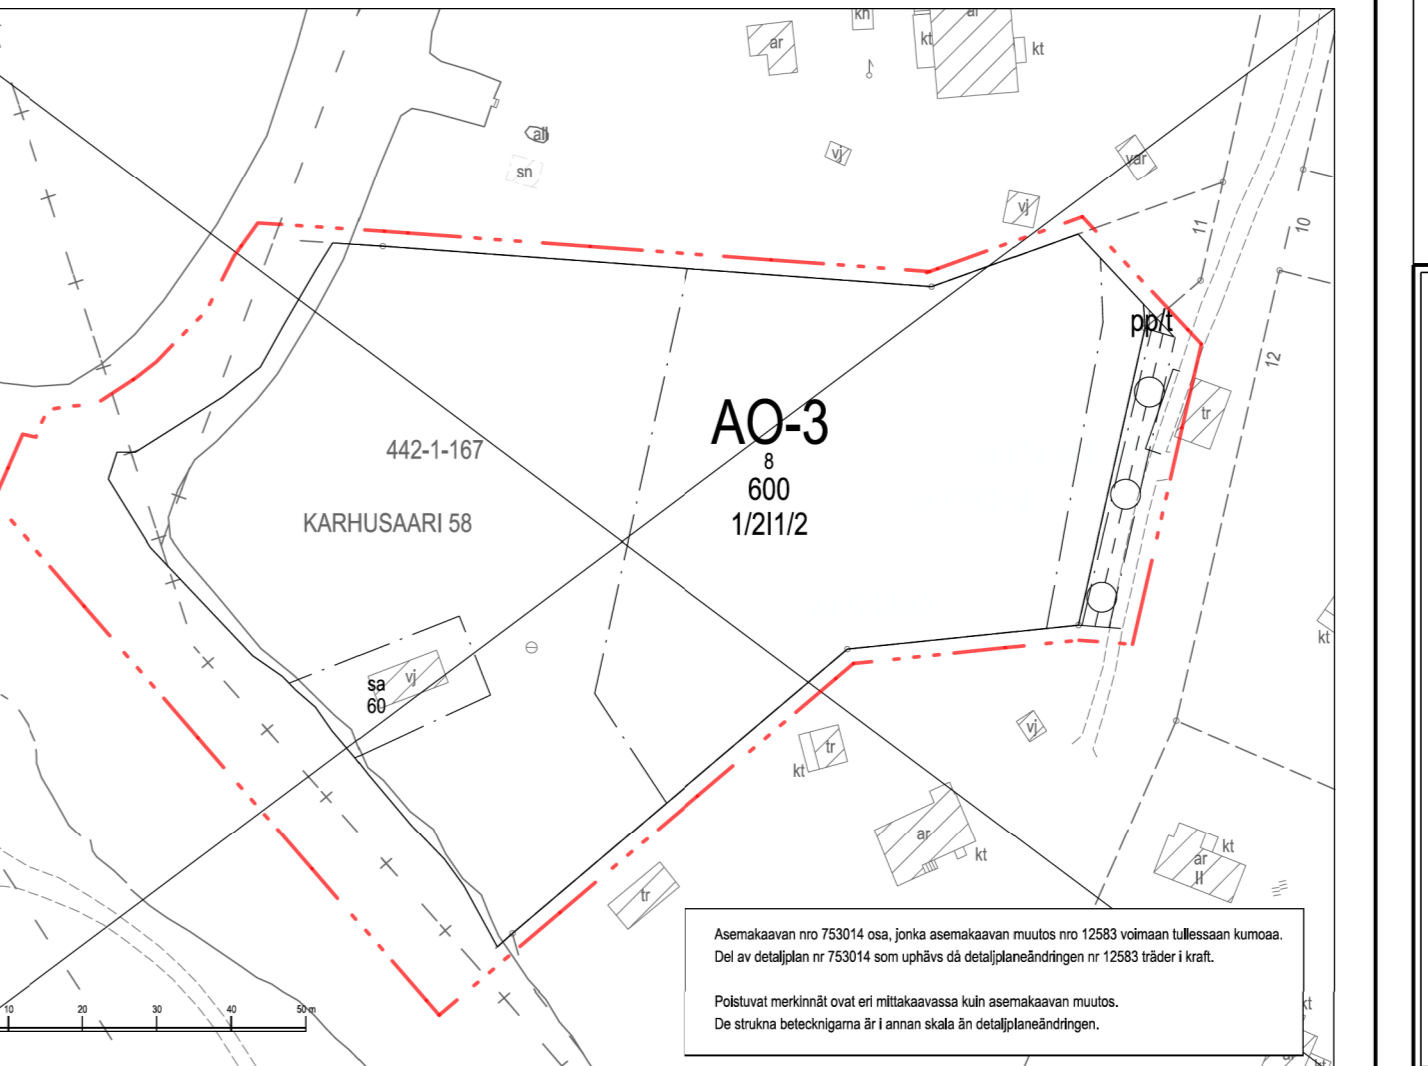 kh
ar
ar
kt
kt
all
vj
var
sn
vj
11
10
pp/t
12
AO-3
tr
442-1-167
8
600
KARHUSAARI 58
1/2I1/2
kt
vj
sa
60
vj
tr
kt
ar
kt
kt
ar
II
tr
Asemakaavan nro 753014 osa, jonka asemakaavan muutos nro 12583 voimaan tullessaan kumoaa.
Del av detaljplan nr 753014 som uphävs då detaljplaneändringen nr 12583 träder i kraft.
Poistuvat merkinnät ovat eri mittakaavassa kuin asemakaavan muutos.
De strukna beteckningarna är i annan skala än detaljplaneändringen.
10 20 30 40 50 m
kt